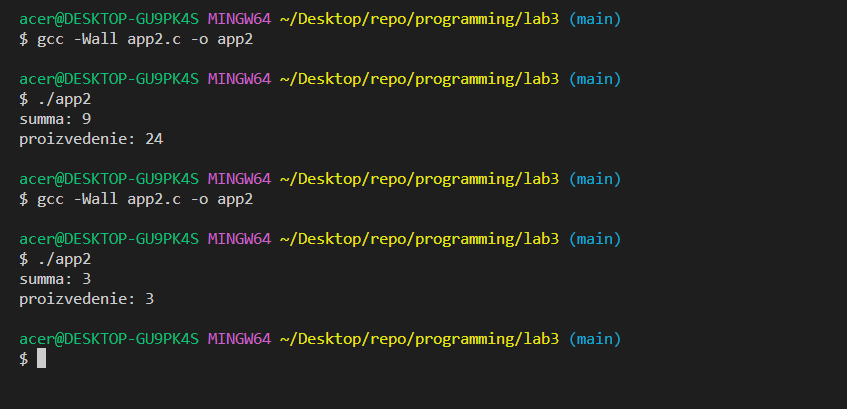 acer@DESKTOP-GU9PK4S MINGW64 ~/Desktop/repo/programming/lab3 (main)
$ gcc -Wall app2.c -o app2
acer@DESKTOP-GU9PK4S MINGW64 ~/Desktop/repo/programming/lab3 (main)
$ ./app2
summa: 9
proizvedenie: 24
acer@DESKTOP-GU9PK4S MINGW64 ~/Desktop/repo/programming/lab3 (main)
$ gcc -Wall app2.c -o app2
acer@DESKTOP-GU9PK4S MINGW64 ~/Desktop/repo/programming/lab3 (main)
$ ./app2
summa: 3
proizvedenie: 3
acer@DESKTOP-GU9PK4S MINGW64 ~/Desktop/repo/programming/lab3 (main)
$